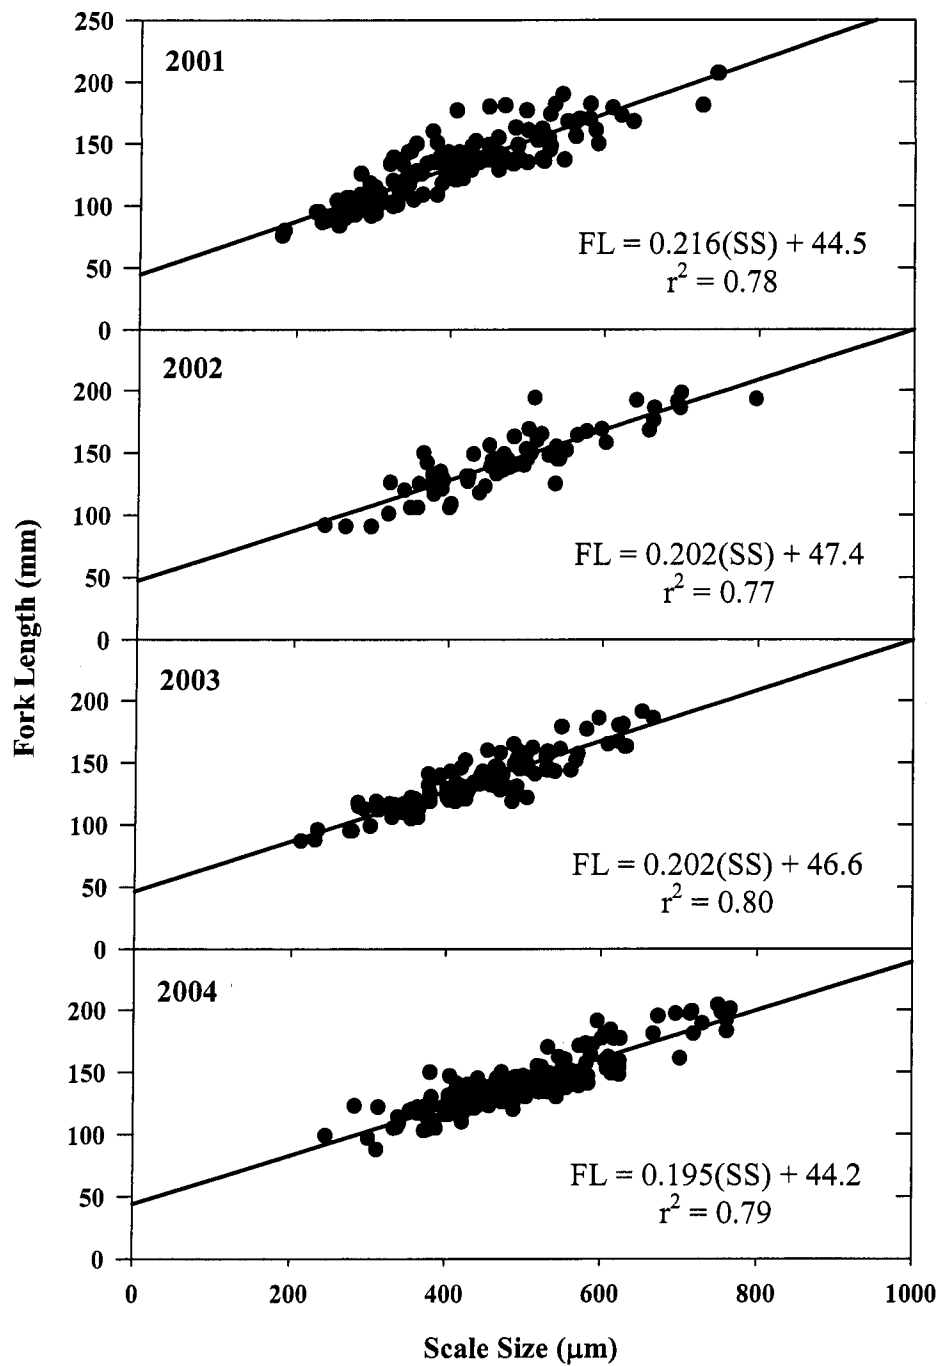 250
2001
200
150
100
FL = 0.216(SS) + 44.5
r² = 0.78
50
0
2002
200
150
100
FL = 0.202(SS) + 47.4
r² = 0.77
50
0
2003
200
150
100
FL = 0.202(SS) + 46.6
r² = 0.80
50
0
2004
200
150
100
FL = 0.195(SS) + 44.2
r² = 0.79
50
0
0 200 400 600 800 1000
Scale Size (μm)
Fork Length (mm)